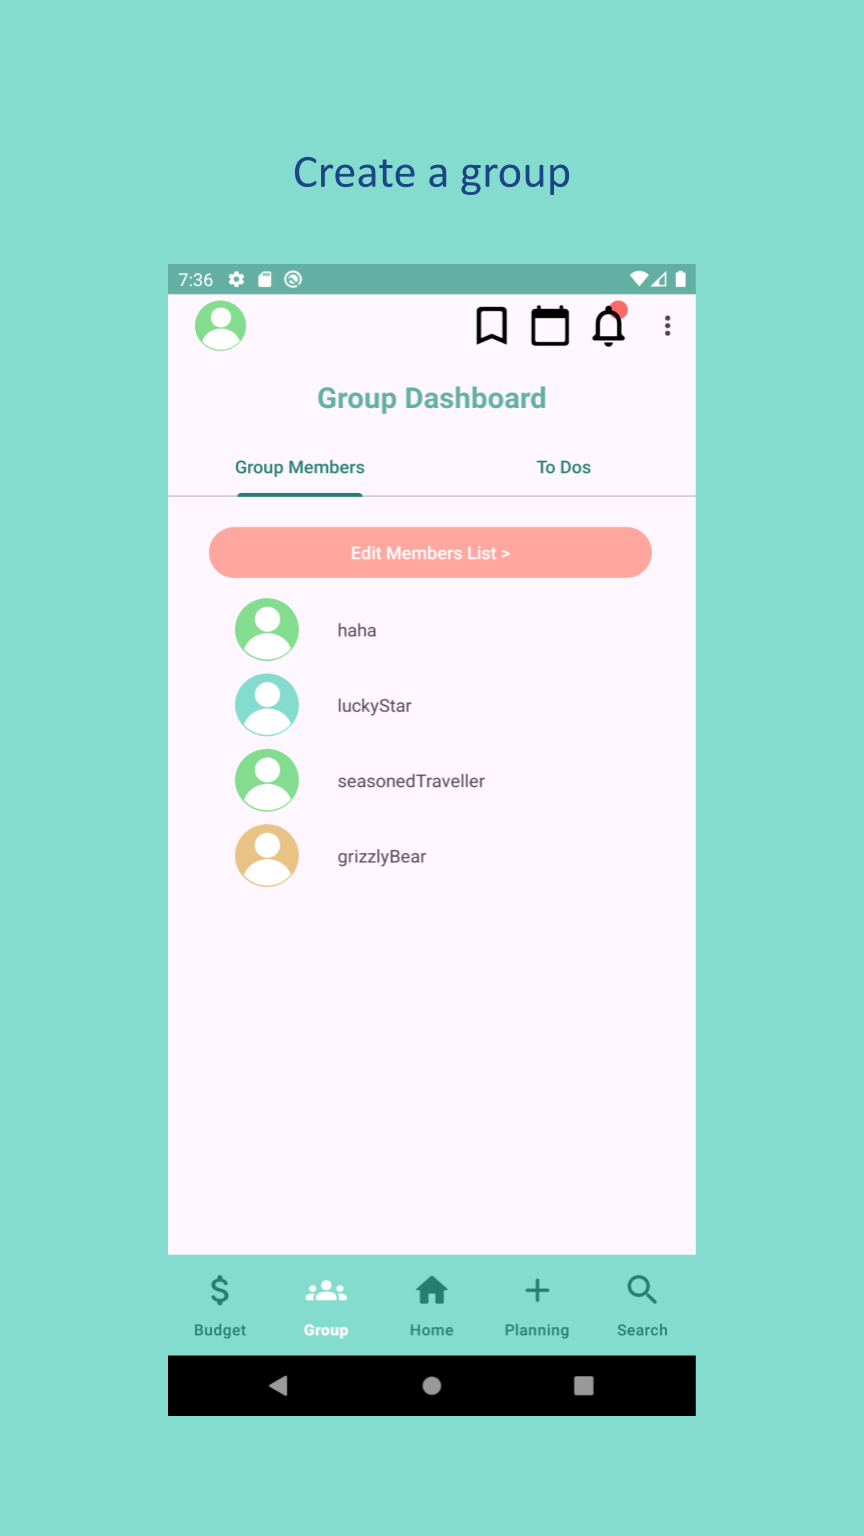 Create a group
7:36
Group Dashboard
Group Members
To Dos
Edit Members List >
haha
luckyStar
seasonedTraveller
grizzlyBear
Budget
Group
Home
Planning
Search